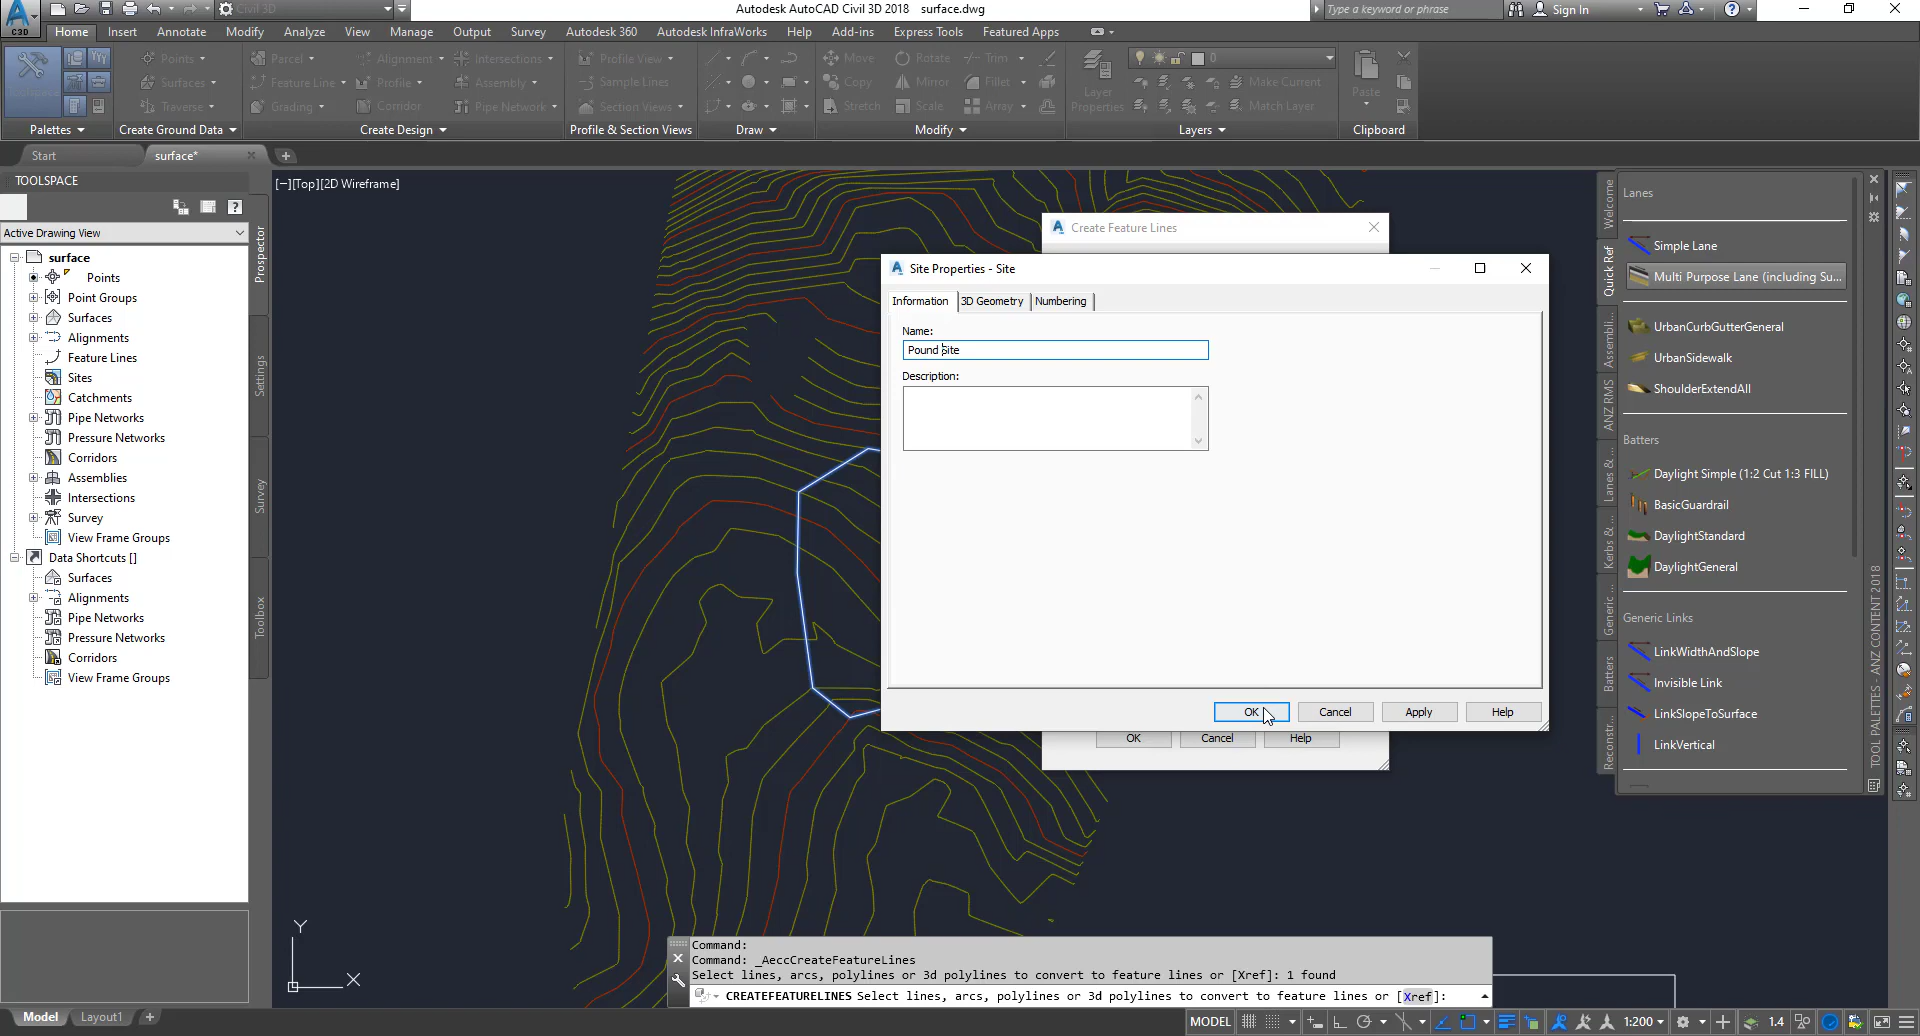 Civil 3D
Autodesk AutoCAD Civil 3D 2018 surface.dwg
Type a keyword or phrase
Sign In
C3D
Home Insert Annotate Modify Analyze View Manage Output Survey Autodesk 360 Autodesk InfraWorks Help Add-ins Express Tools Featured Apps
Toolspace
Points
Surfaces
Traverse
Parcel
Feature Line
Grading
Alignment
Profile
Corridor
Intersections
Assembly
Pipe Network
Profile View
Sample Lines
Section Views
Move
Copy
Stretch
Rotate
Mirror
Scale
Trim
Fillet
Array
Layer
Properties
0
Make Current
Match Layer
Paste
Palettes Create Ground Data Create Design Profile & Section Views Draw Modify Layers Clipboard
Start surface*
TOOLSPACE
Active Drawing View
surface
Points
Point Groups
Surfaces
Alignments
Feature Lines
Sites
Catchments
Pipe Networks
Pressure Networks
Corridors
Assemblies
Intersections
Survey
View Frame Groups
Data Shortcuts []
Surfaces
Alignments
Pipe Networks
Pressure Networks
Corridors
View Frame Groups
Prospector
Settings
Survey
Toolbox
[−][Top][2D Wireframe]
Create Feature Lines
Site Properties - Site
Information 3D Geometry Numbering
Name:
Pound Site
Description:
OK Cancel Apply Help
OK Cancel Help
Welcome
Quick Ref
Assembli...
ANZ RMS
Lanes & ...
Kerbs & ...
Generic ...
Batters
Reconstr...
Lanes
Simple Lane
Multi Purpose Lane (including Su...
UrbanCurbGutterGeneral
UrbanSidewalk
ShoulderExtendAll
Batters
Daylight Simple (1:2 Cut 1:3 FILL)
BasicGuardrail
DaylightStandard
DaylightGeneral
Generic Links
LinkWidthAndSlope
Invisible Link
LinkSlopeToSurface
LinkVertical
TOOL PALETTES - ANZ CONTENT 2018
Y
X
Command:
Command: _AeccCreateFeatureLines
Select lines, arcs, polylines or 3d polylines to convert to feature lines or [Xref]: 1 found
CREATEFEATURELINES Select lines, arcs, polylines or 3d polylines to convert to feature lines or [Xref]:
Model Layout1
MODEL
1:200
1.4